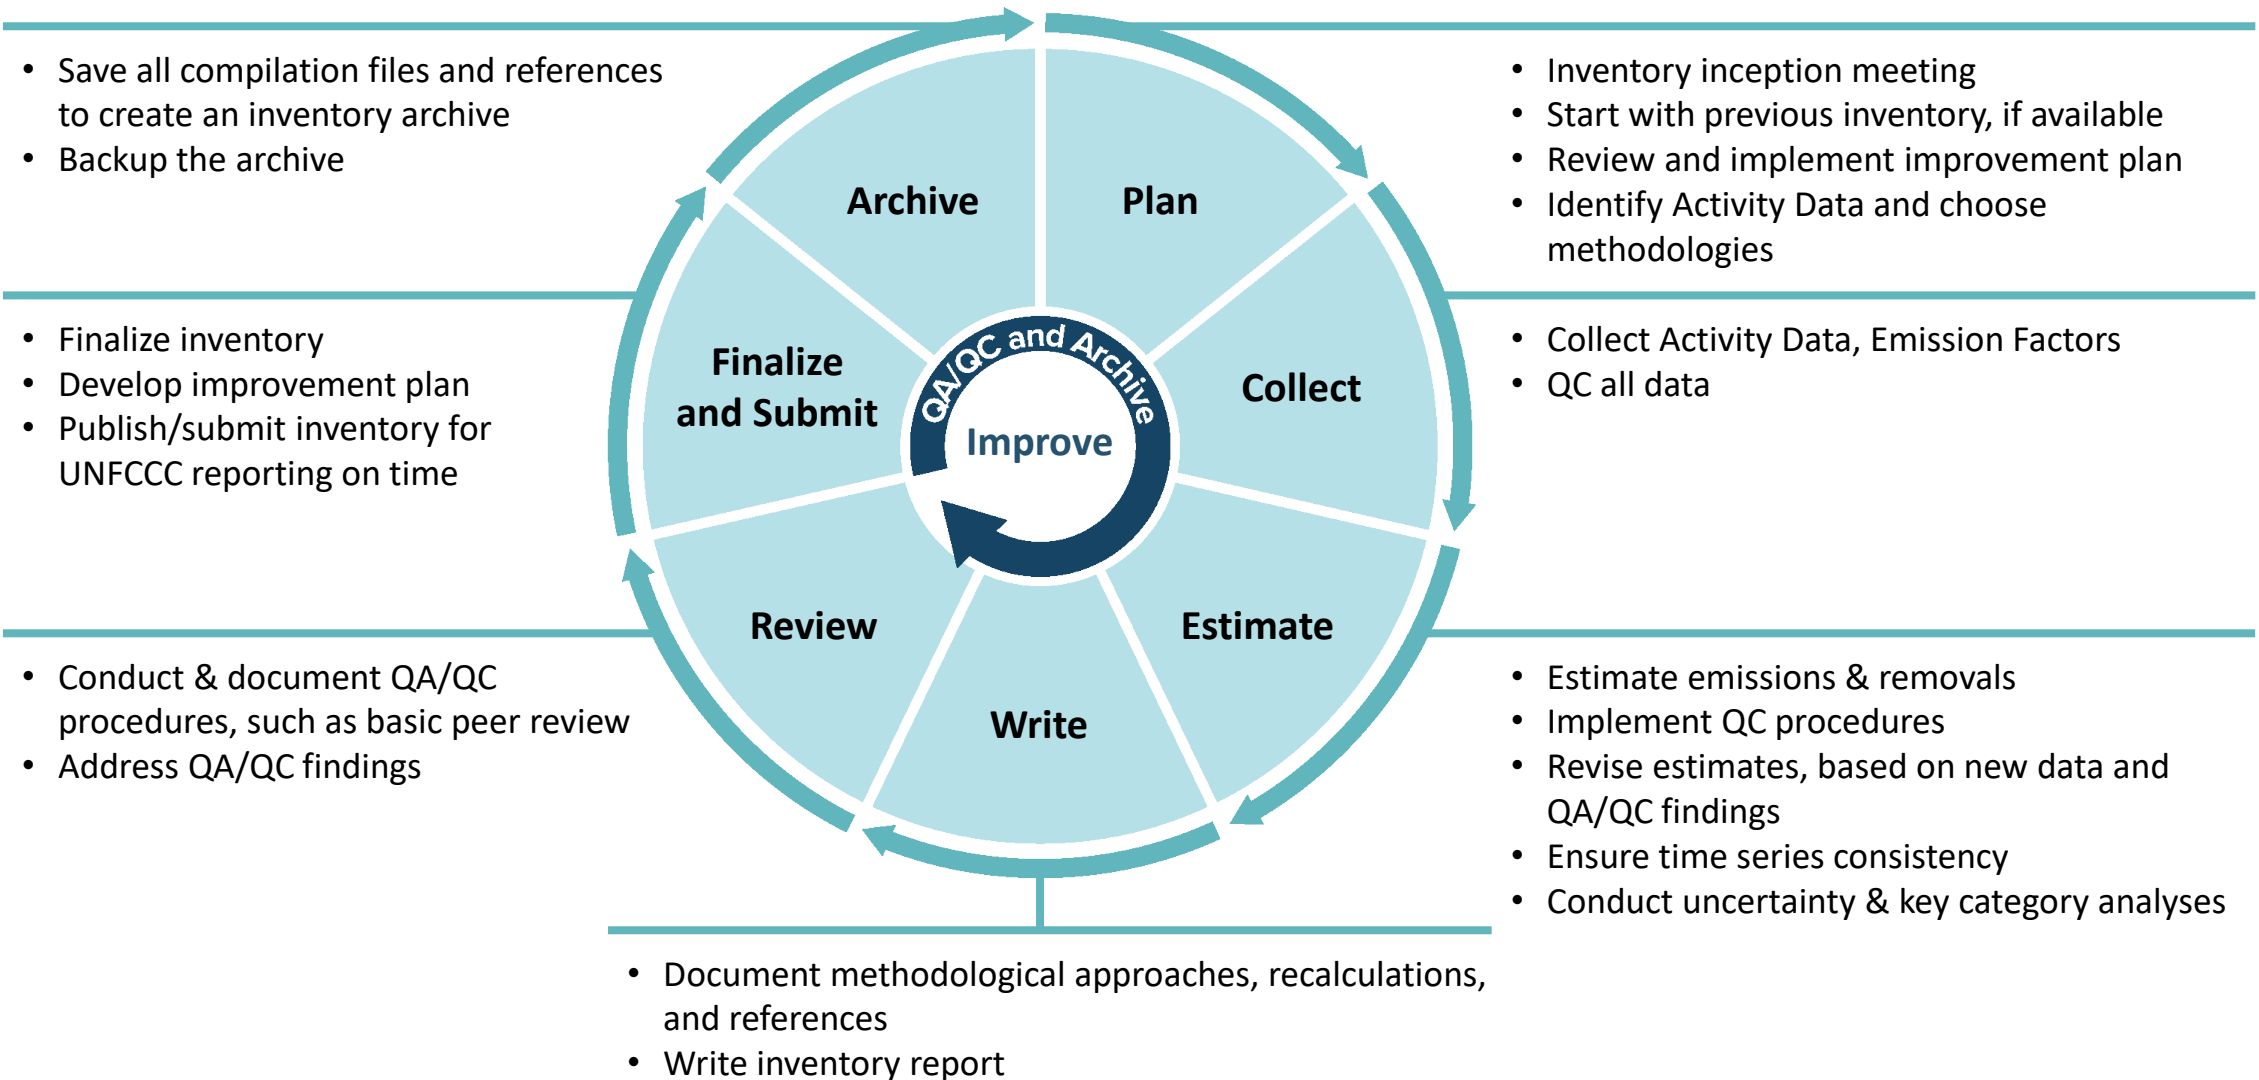 • Save all compilation files and references
to create an inventory archive
• Backup the archive
• Inventory inception meeting
• Start with previous inventory, if available
• Review and implement improvement plan
• Identify Activity Data and choose
methodologies
Archive
Plan
• Finalize inventory
• Develop improvement plan
• Publish/submit inventory for
UNFCCC reporting on time
Finalize
and Submit
QA/QC and Archive
Improve
Collect
• Collect Activity Data, Emission Factors
• QC all data
• Conduct & document QA/QC
procedures, such as basic peer review
• Address QA/QC findings
Review
Write
Estimate
• Estimate emissions & removals
• Implement QC procedures
• Revise estimates, based on new data and
QA/QC findings
• Ensure time series consistency
• Conduct uncertainty & key category analyses
• Document methodological approaches, recalculations,
and references
• Write inventory report